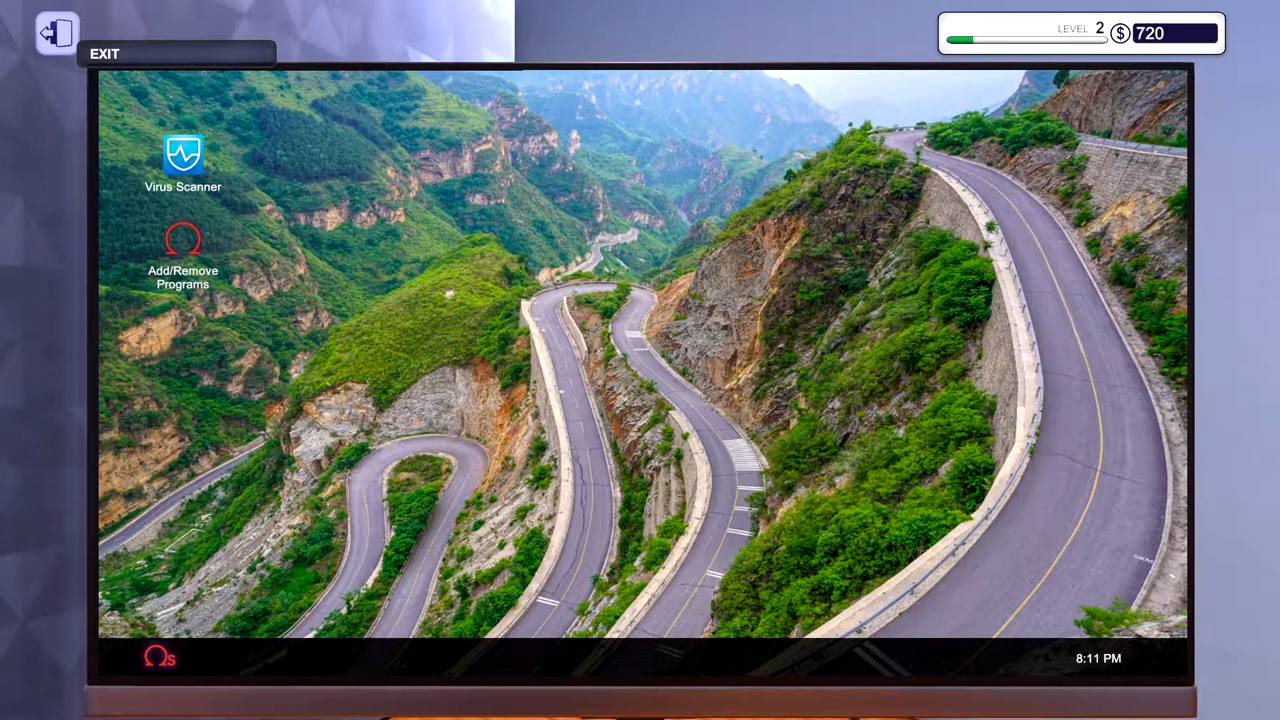 EXIT
LEVEL 2
$ 720
Virus Scanner
Add/Remove
Programs
Ωs
8:11 PM